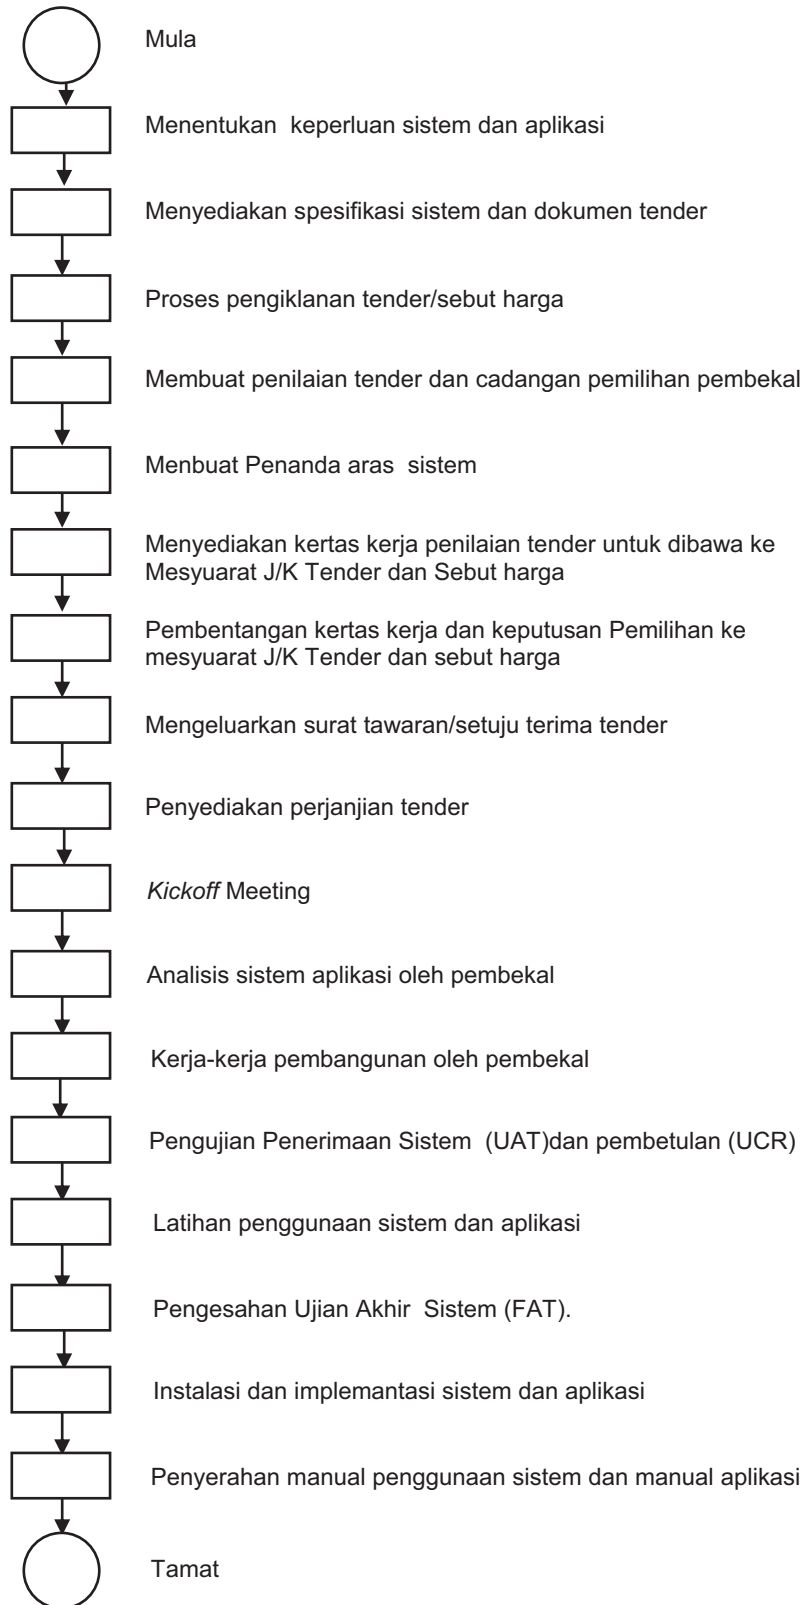 Mula
Menentukan  keperluan sistem dan aplikasi
Menyediakan spesifikasi sistem dan dokumen tender
Proses pengiklanan tender/sebut harga
Membuat penilaian tender dan cadangan pemilihan pembekal
Menbuat Penanda aras  sistem
Menyediakan kertas kerja penilaian tender untuk dibawa ke
Mesyuarat J/K Tender dan Sebut harga
Pembentangan kertas kerja dan keputusan Pemilihan ke
mesyuarat J/K Tender dan sebut harga
Mengeluarkan surat tawaran/setuju terima tender
Penyediakan perjanjian tender
Kickoff Meeting
Analisis sistem aplikasi oleh pembekal
Kerja-kerja pembangunan oleh pembekal
Pengujian Penerimaan Sistem  (UAT)dan pembetulan (UCR)
Latihan penggunaan sistem dan aplikasi
Pengesahan Ujian Akhir  Sistem (FAT).
Instalasi dan implemantasi sistem dan aplikasi
Penyerahan manual penggunaan sistem dan manual aplikasi
Tamat